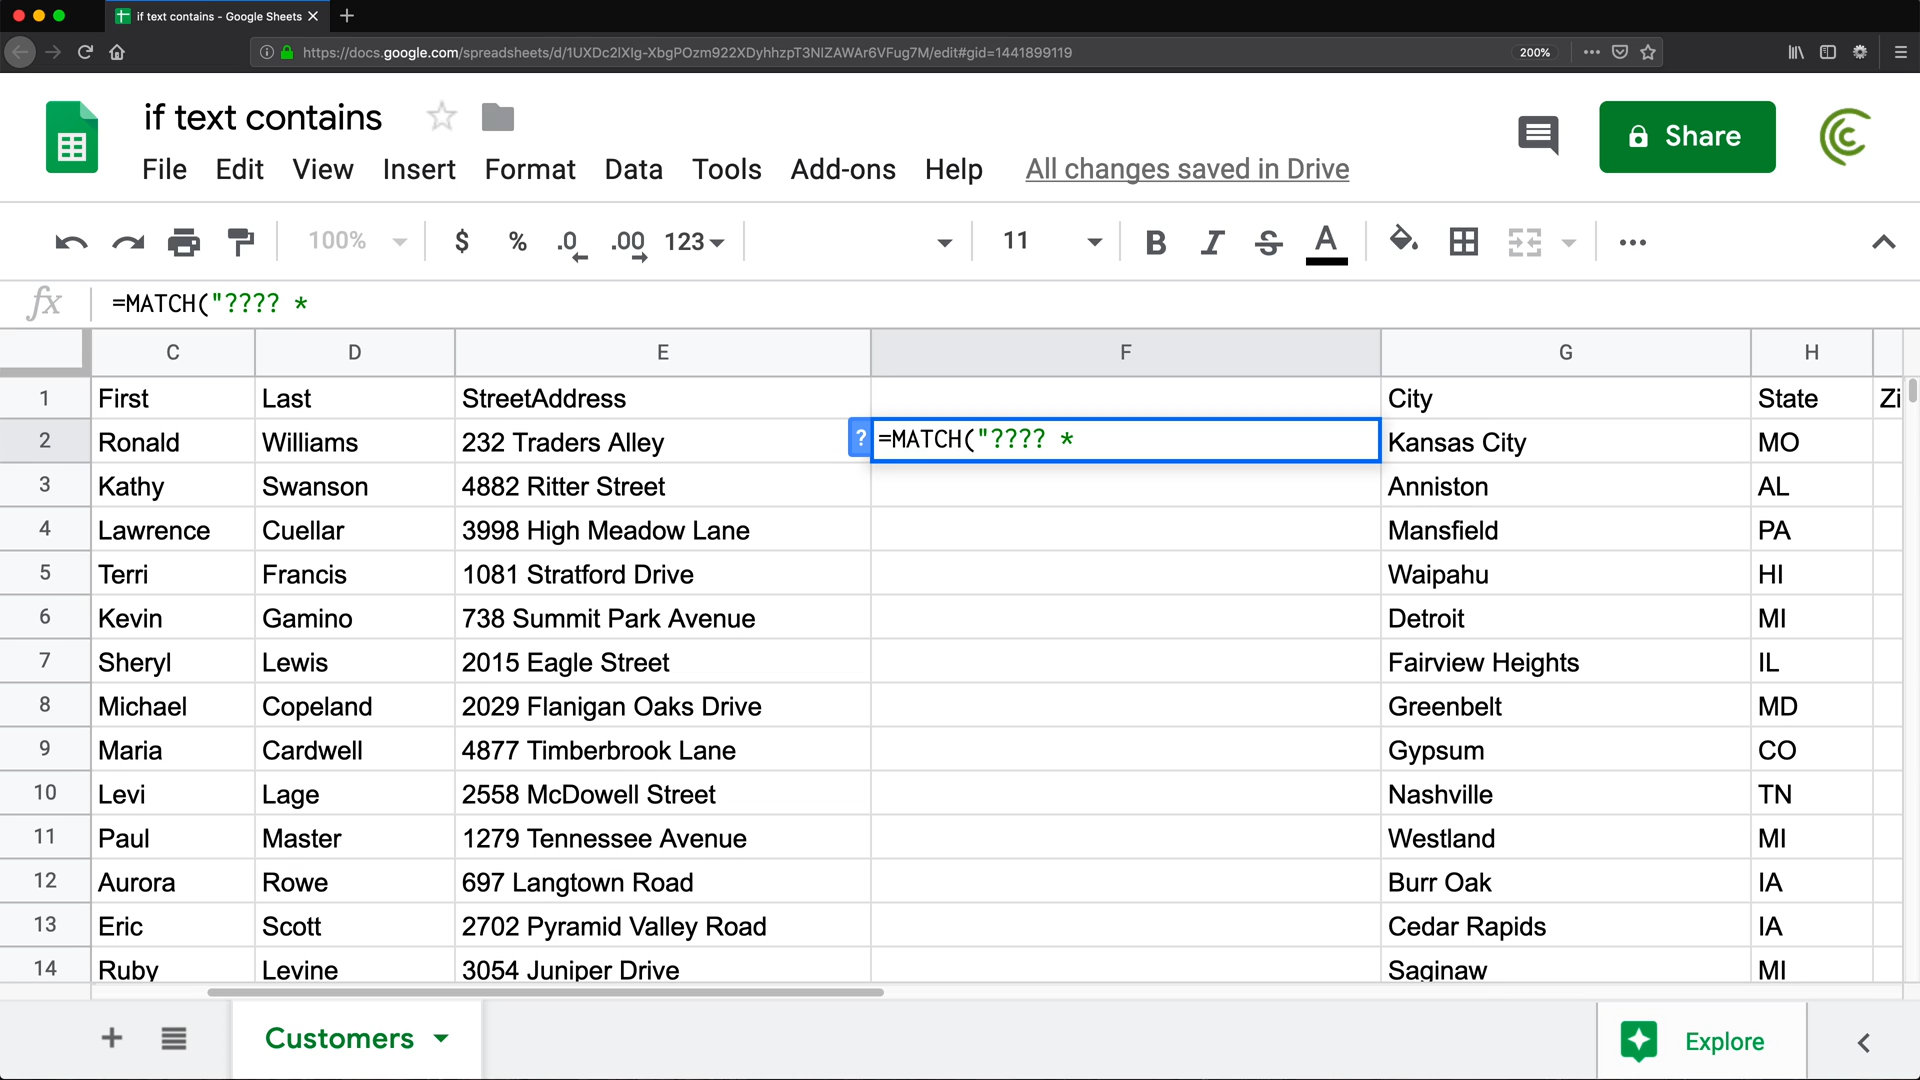 if text contains - Google Sheets
https://docs.google.com/spreadsheets/d/1UXDc2lXIg-XbgPOzm922XDyhhzpT3NIZAWAr6VFug7M/edit#gid=1441899119 200%
if text contains
File Edit View Insert Format Data Tools Add-ons Help All changes saved in Drive
Share
100% $ % .0 .00 123 11 B I S A
fx =MATCH("???? *
C D E F G H
1 First Last StreetAddress City State Zi
2 Ronald Williams 232 Traders Alley ? =MATCH("???? * Kansas City MO
3 Kathy Swanson 4882 Ritter Street Anniston AL
4 Lawrence Cuellar 3998 High Meadow Lane Mansfield PA
5 Terri Francis 1081 Stratford Drive Waipahu HI
6 Kevin Gamino 738 Summit Park Avenue Detroit MI
7 Sheryl Lewis 2015 Eagle Street Fairview Heights IL
8 Michael Copeland 2029 Flanigan Oaks Drive Greenbelt MD
9 Maria Cardwell 4877 Timberbrook Lane Gypsum CO
10 Levi Lage 2558 McDowell Street Nashville TN
11 Paul Master 1279 Tennessee Avenue Westland MI
12 Aurora Rowe 697 Langtown Road Burr Oak IA
13 Eric Scott 2702 Pyramid Valley Road Cedar Rapids IA
14 Ruby Levine 3054 Juniper Drive Saginaw MI
Customers
Explore